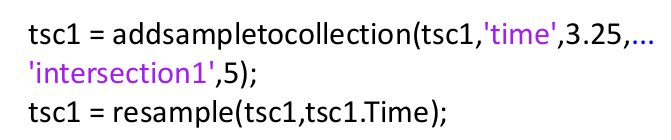 tsc1 = addsampletocollection(tsc1,'time',3.25,...
'intersection1',5);
tsc1 = resample(tsc1,tsc1.Time);